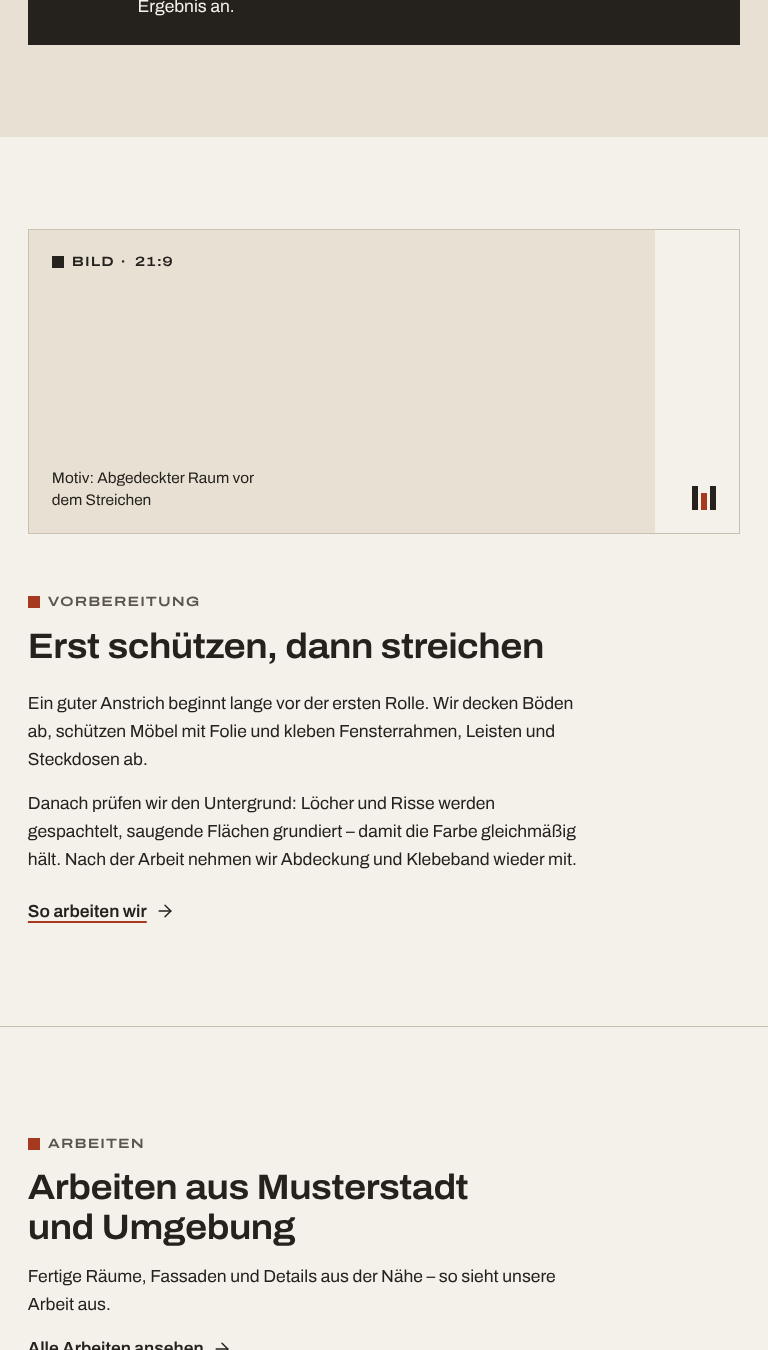 Ergebnis an.
BILD · 21:9
Motiv: Abgedeckter Raum vor
dem Streichen
VORBEREITUNG
Erst schützen, dann streichen
Ein guter Anstrich beginnt lange vor der ersten Rolle. Wir decken Böden
ab, schützen Möbel mit Folie und kleben Fensterrahmen, Leisten und
Steckdosen ab.
Danach prüfen wir den Untergrund: Löcher und Risse werden
gespachtelt, saugende Flächen grundiert – damit die Farbe gleichmäßig
hält. Nach der Arbeit nehmen wir Abdeckung und Klebeband wieder mit.
So arbeiten wir →
ARBEITEN
Arbeiten aus Musterstadt
und Umgebung
Fertige Räume, Fassaden und Details aus der Nähe – so sieht unsere
Arbeit aus.
Alle Arbeiten ansehen →